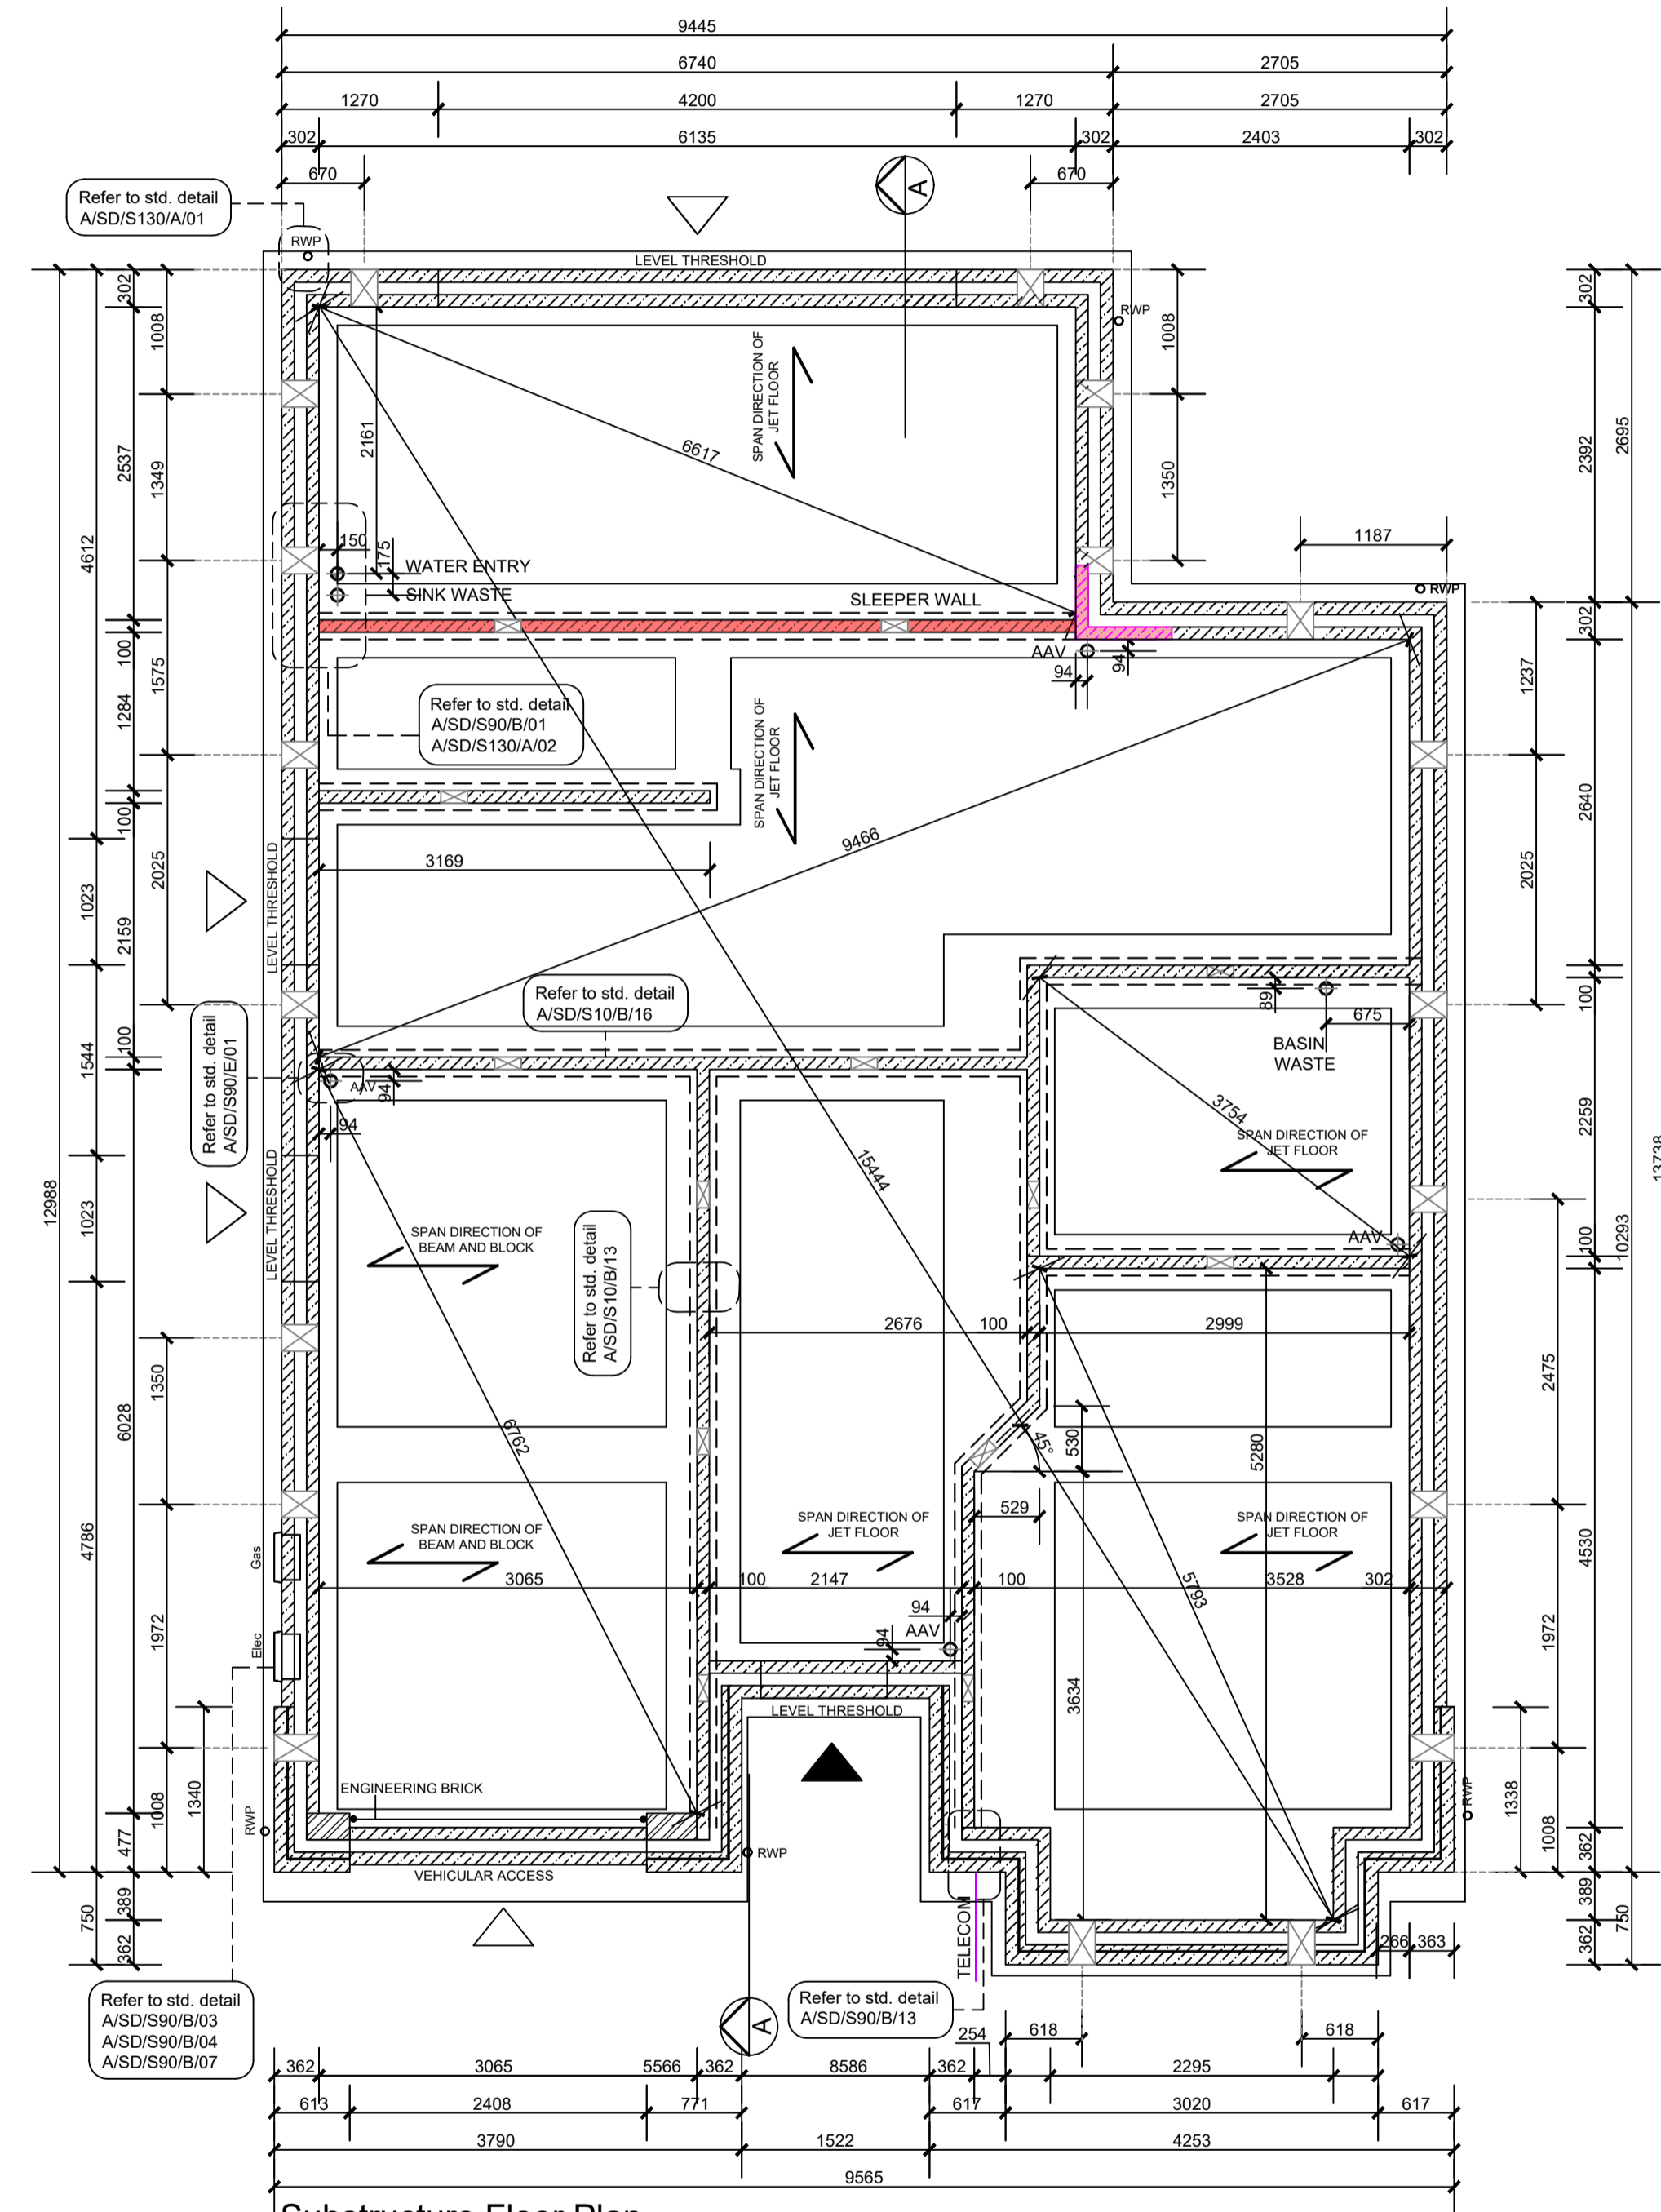 9445
6740
2705
1270
4200
1270
2705
302
6135
302
2403
302
670
670
A
Refer to std. detail
A/SD/S130/A/01
RWP
LEVEL THRESHOLD
RWP
302
1008
1008
302
SPAN DIRECTION OF
JET FLOOR
2161
6617
2537
1349
1350
2392
2695
4612
150
175
WATER ENTRY
SINK WASTE
SLEEPER WALL
1187
RWP
302
AAV
94
94
100
1575
1284
1237
Refer to std. detail
A/SD/S90/B/01
A/SD/S130/A/02
SPAN DIRECTION OF
JET FLOOR
2640
100
9466
3169
2025
2025
1023
2159
LEVEL THRESHOLD
Refer to std. detail
A/SD/S10/B/16
89
675
100
BASIN
WASTE
100
1544
Refer to std. detail
A/SD/S90/E/01
AAV
94
94
3754
SPAN DIRECTION OF
JET FLOOR
2259
15444
LEVEL THRESHOLD
12988
1023
13738
SPAN DIRECTION OF
BEAM AND BLOCK
Refer to std. detail
A/SD/S10/B/13
AAV
100
10293
2676
100
2999
1350
6028
2475
6762
45°
530
5280
529
SPAN DIRECTION OF
BEAM AND BLOCK
SPAN DIRECTION OF
JET FLOOR
SPAN DIRECTION OF
JET FLOOR
4786
4530
Gas
3065
100
2147
100
3528
302
5793
94
AAV
94
Elec
1972
1972
3634
LEVEL THRESHOLD
1340
1338
ENGINEERING BRICK
RWP
RWP
1008
1008
477
362
RWP
VEHICULAR ACCESS
750
389
389
750
TELECOM
362
362
266
363
Refer to std. detail
A/SD/S90/B/03
A/SD/S90/B/04
A/SD/S90/B/07
A
Refer to std. detail
A/SD/S90/B/13
254
618
618
362
3065
5566
362
8586
362
2295
613
2408
771
617
3020
617
3790
1522
4253
9565
Substructure Floor Plan